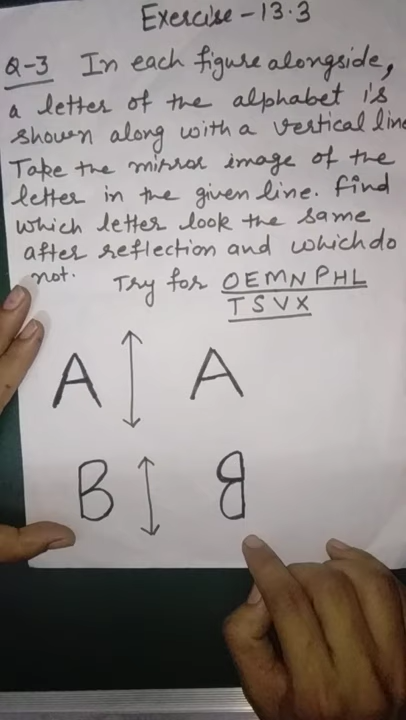 Exercise - 13.3
Q-3 In each figure alongside,
a letter of the alphabet is
shown along with a vertical line
Take the mirror image of the
letter in the given line. Find
which letter look the same
after reflection and which do
not. Try for OEMNPHL
TSVX
A A
B